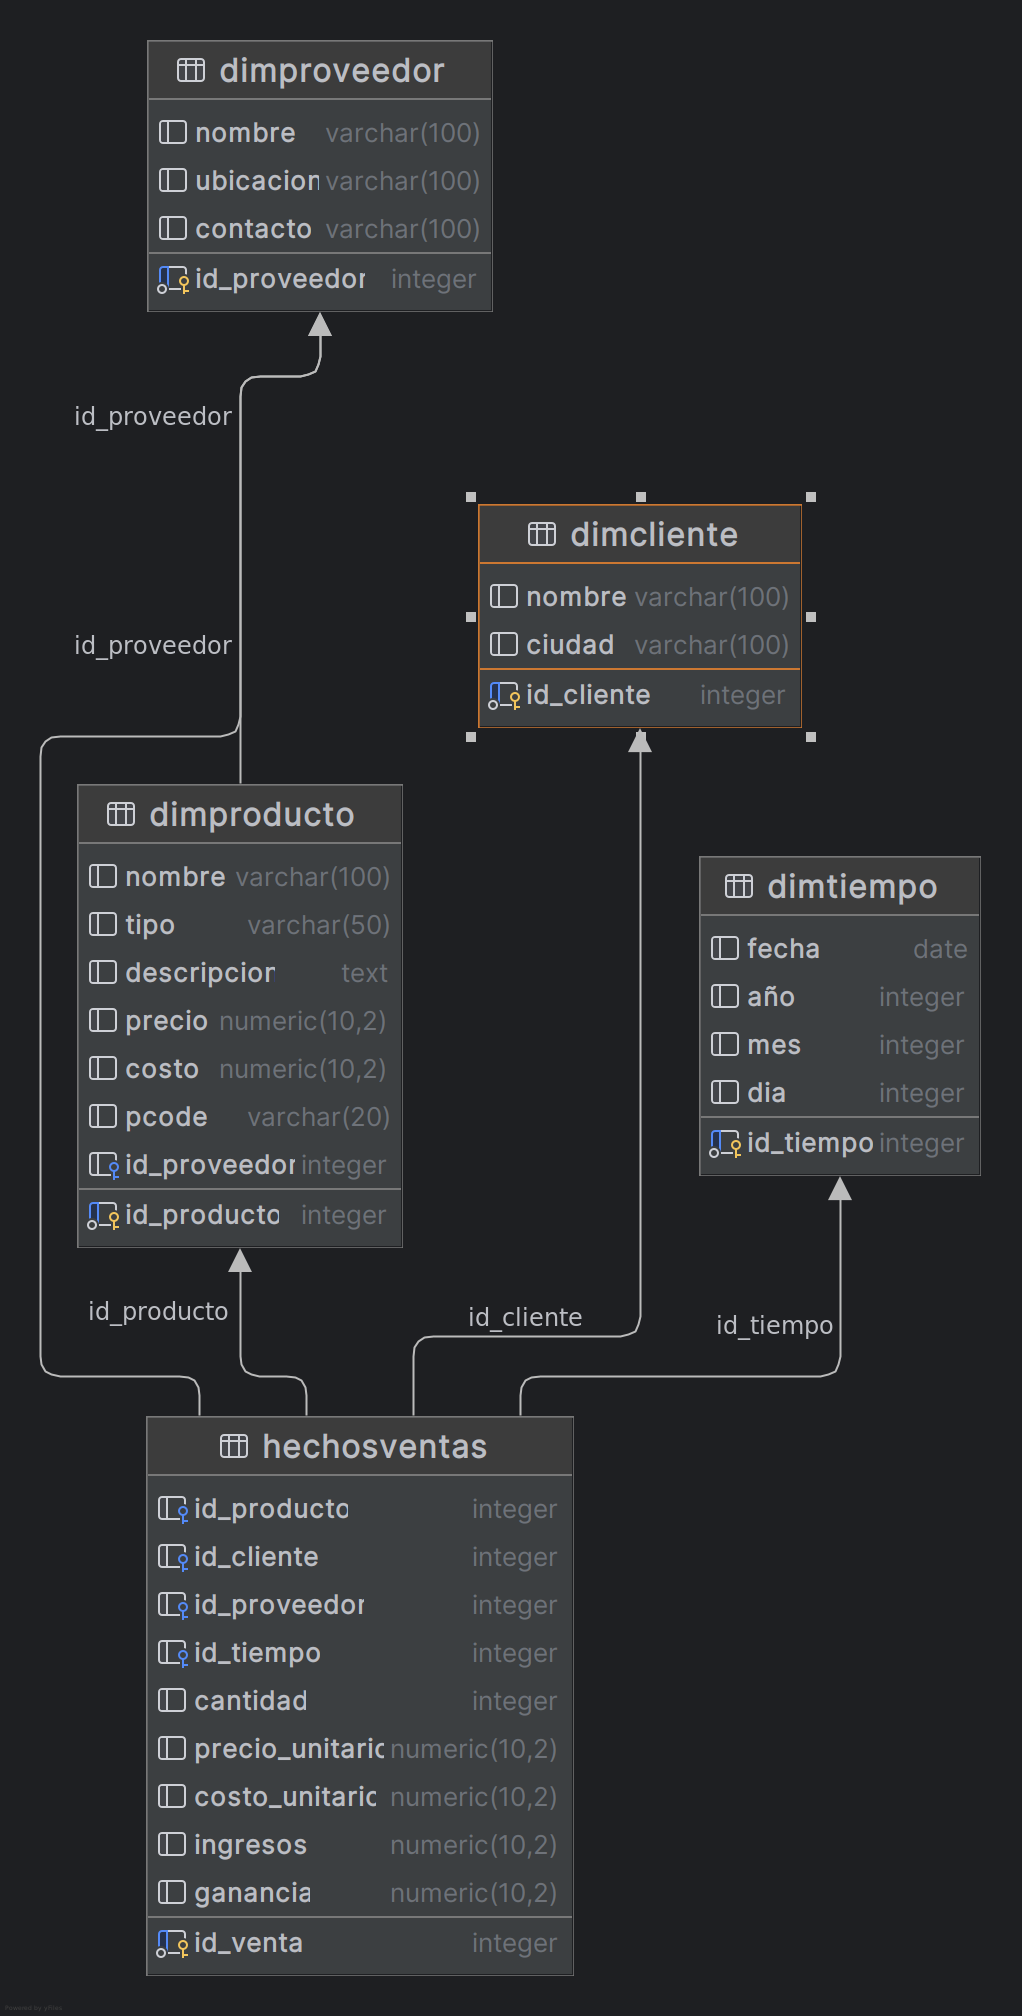 dimproveedor
nombre varchar(100)
ubicacion varchar(100)
contacto varchar(100)
id_proveedor integer
id_proveedor
dimcliente
nombre varchar(100)
ciudad varchar(100)
id_cliente integer
id_proveedor
dimproducto
nombre varchar(100)
tipo varchar(50)
descripcion text
precio numeric(10,2)
costo numeric(10,2)
pcode varchar(20)
id_proveedor integer
id_producto integer
dimtiempo
fecha date
año integer
mes integer
dia integer
id_tiempo integer
id_producto
id_cliente
id_tiempo
hechosventas
id_producto integer
id_cliente integer
id_proveedor integer
id_tiempo integer
cantidad integer
precio_unitario numeric(10,2)
costo_unitario numeric(10,2)
ingresos numeric(10,2)
ganancia numeric(10,2)
id_venta integer
Powered by yFiles